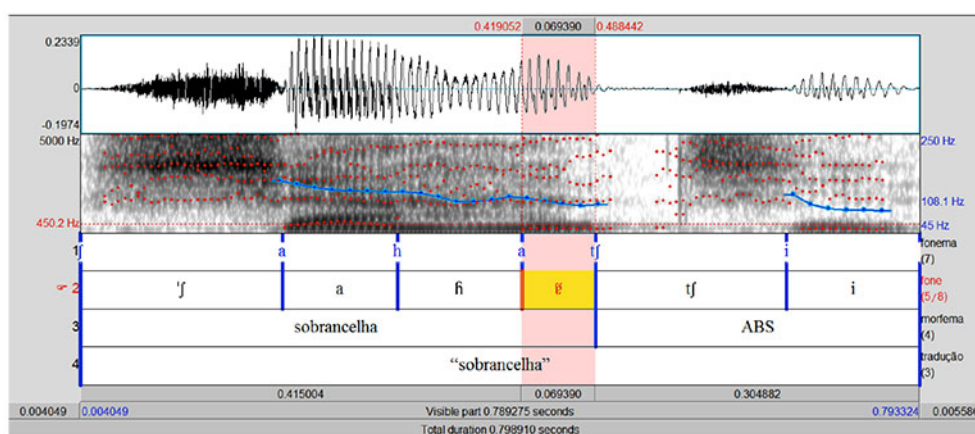 0.419052 0.069390 0.488442
0.2339
0
-0.1974
5000 Hz 250 Hz
108.1 Hz
450.2 Hz 45 Hz
1 ʃ a h a tʃ i fonema
(7)
☞ 2 ˈʃ a ɦ tʃ i fone
(5/8)
3 sobrancelha ABS morfema
(4)
4 “sobrancelha” tradução
(3)
0.415004 0.069390 0.304882
0.004049 0.004049 Visible part 0.789275 seconds 0.793324 0.005586
Total duration 0.798910 seconds